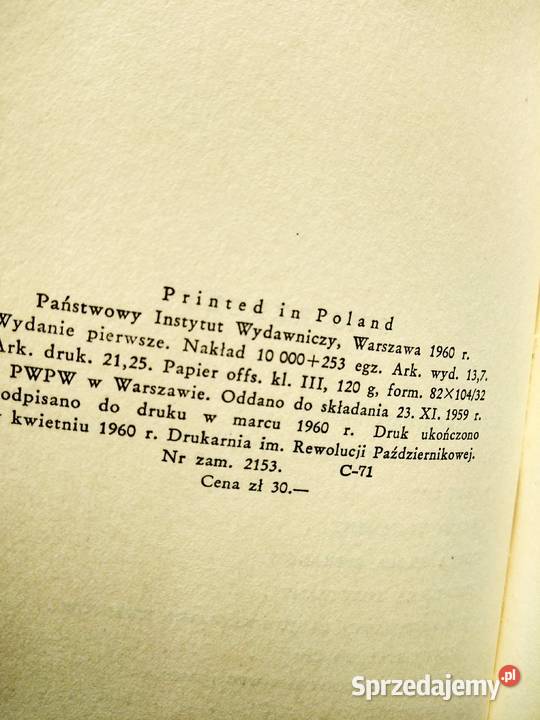 Printed in Poland
Państwowy Instytut Wydawniczy, Warszawa 1960 r.
Wydanie pierwsze. Nakład 10 000+253 egz. Ark. wyd. 13,7.
Ark. druk. 21,25. Papier offs. kl. III, 120 g, form. 82×104/32
PWPW w Warszawie. Oddano do składania 23. XI. 1959 r.
odpisano do druku w marcu 1960 r. Druk ukończono
kwietniu 1960 r. Drukarnia im. Rewolucji Październikowej.
Nr zam. 2153. C-71
Cena zł 30.—
Sprzedajemy.pl